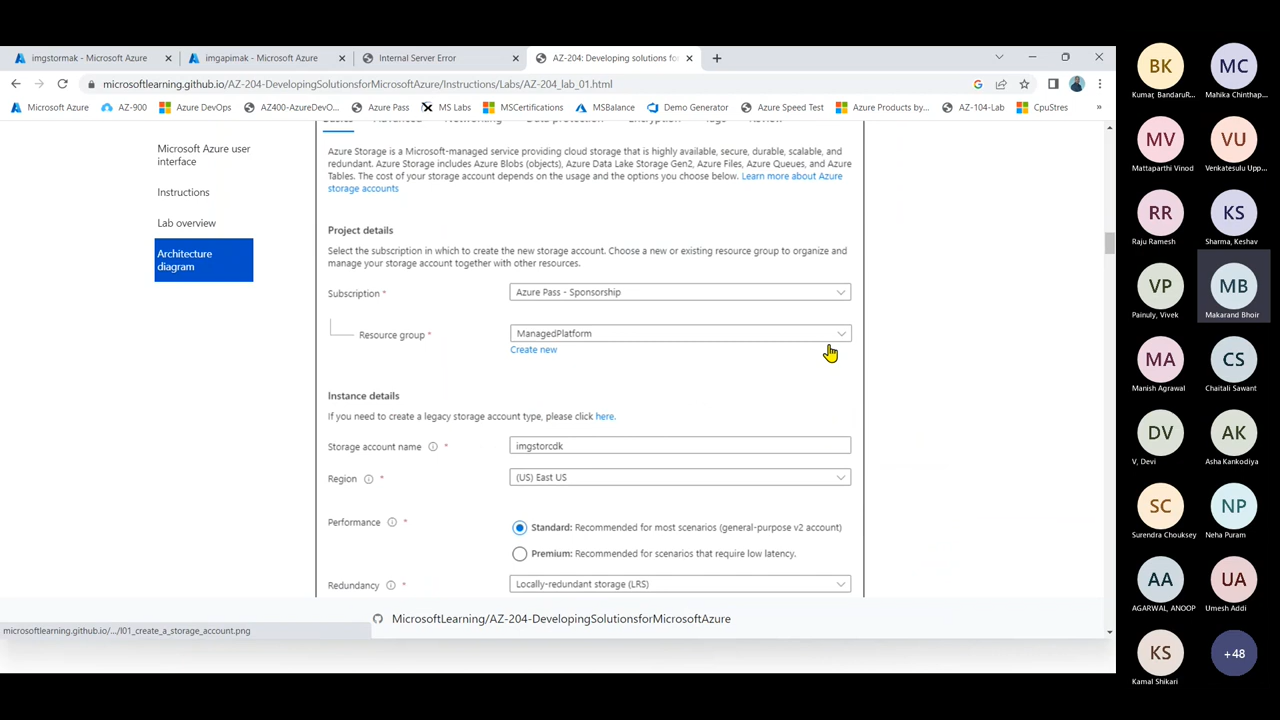 imgstormak - Microsoft Azure
imgapimak - Microsoft Azure
Internal Server Error
AZ-204: Developing solutions fo
microsoftlearning.github.io/AZ-204-DevelopingSolutionsforMicrosoftAzure/Instructions/Labs/AZ-204_lab_01.html
Microsoft Azure
AZ-900
Azure DevOps
AZ400-AzureDevO...
Azure Pass
MS Labs
MSCertifications
MSBalance
Demo Generator
Azure Speed Test
Azure Products by...
AZ-104-Lab
CpuStres
»
Microsoft Azure user
interface
Instructions
Lab overview
Architecture
diagram
Basics Advanced Networking Data protection Encryption Tags Review
Azure Storage is a Microsoft-managed service providing cloud storage that is highly available, secure, durable, scalable, and
redundant. Azure Storage includes Azure Blobs (objects), Azure Data Lake Storage Gen2, Azure Files, Azure Queues, and Azure
Tables. The cost of your storage account depends on the usage and the options you choose below. Learn more about Azure
storage accounts
Project details
Select the subscription in which to create the new storage account. Choose a new or existing resource group to organize and
manage your storage account together with other resources.
Subscription *
Azure Pass - Sponsorship
Resource group *
ManagedPlatform
Create new
Instance details
If you need to create a legacy storage account type, please click here.
Storage account name *
imgstorcdk
Region *
(US) East US
Performance *
Standard: Recommended for most scenarios (general-purpose v2 account)
Premium: Recommended for scenarios that require low latency.
Redundancy *
Locally-redundant storage (LRS)
MicrosoftLearning/AZ-204-DevelopingSolutionsforMicrosoftAzure
microsoftlearning.github.io/.../l01_create_a_storage_account.png
BK
Kumar, BandaruR...
MC
Mahika Chinthap...
MV
Mattaparthi Vinod
VU
Venkatesulu Upp...
RR
Raju Ramesh
KS
Sharma, Keshav
VP
Painuly, Vivek
MB
Makarand Bhoir
MA
Manish Agrawal
CS
Chaitali Sawant
DV
V, Devi
AK
Asha Kankodiya
SC
Surendra Chouksey
NP
Neha Puram
AA
AGARWAL, ANOOP
UA
Umesh Addi
KS
Kamal Shikari
+48